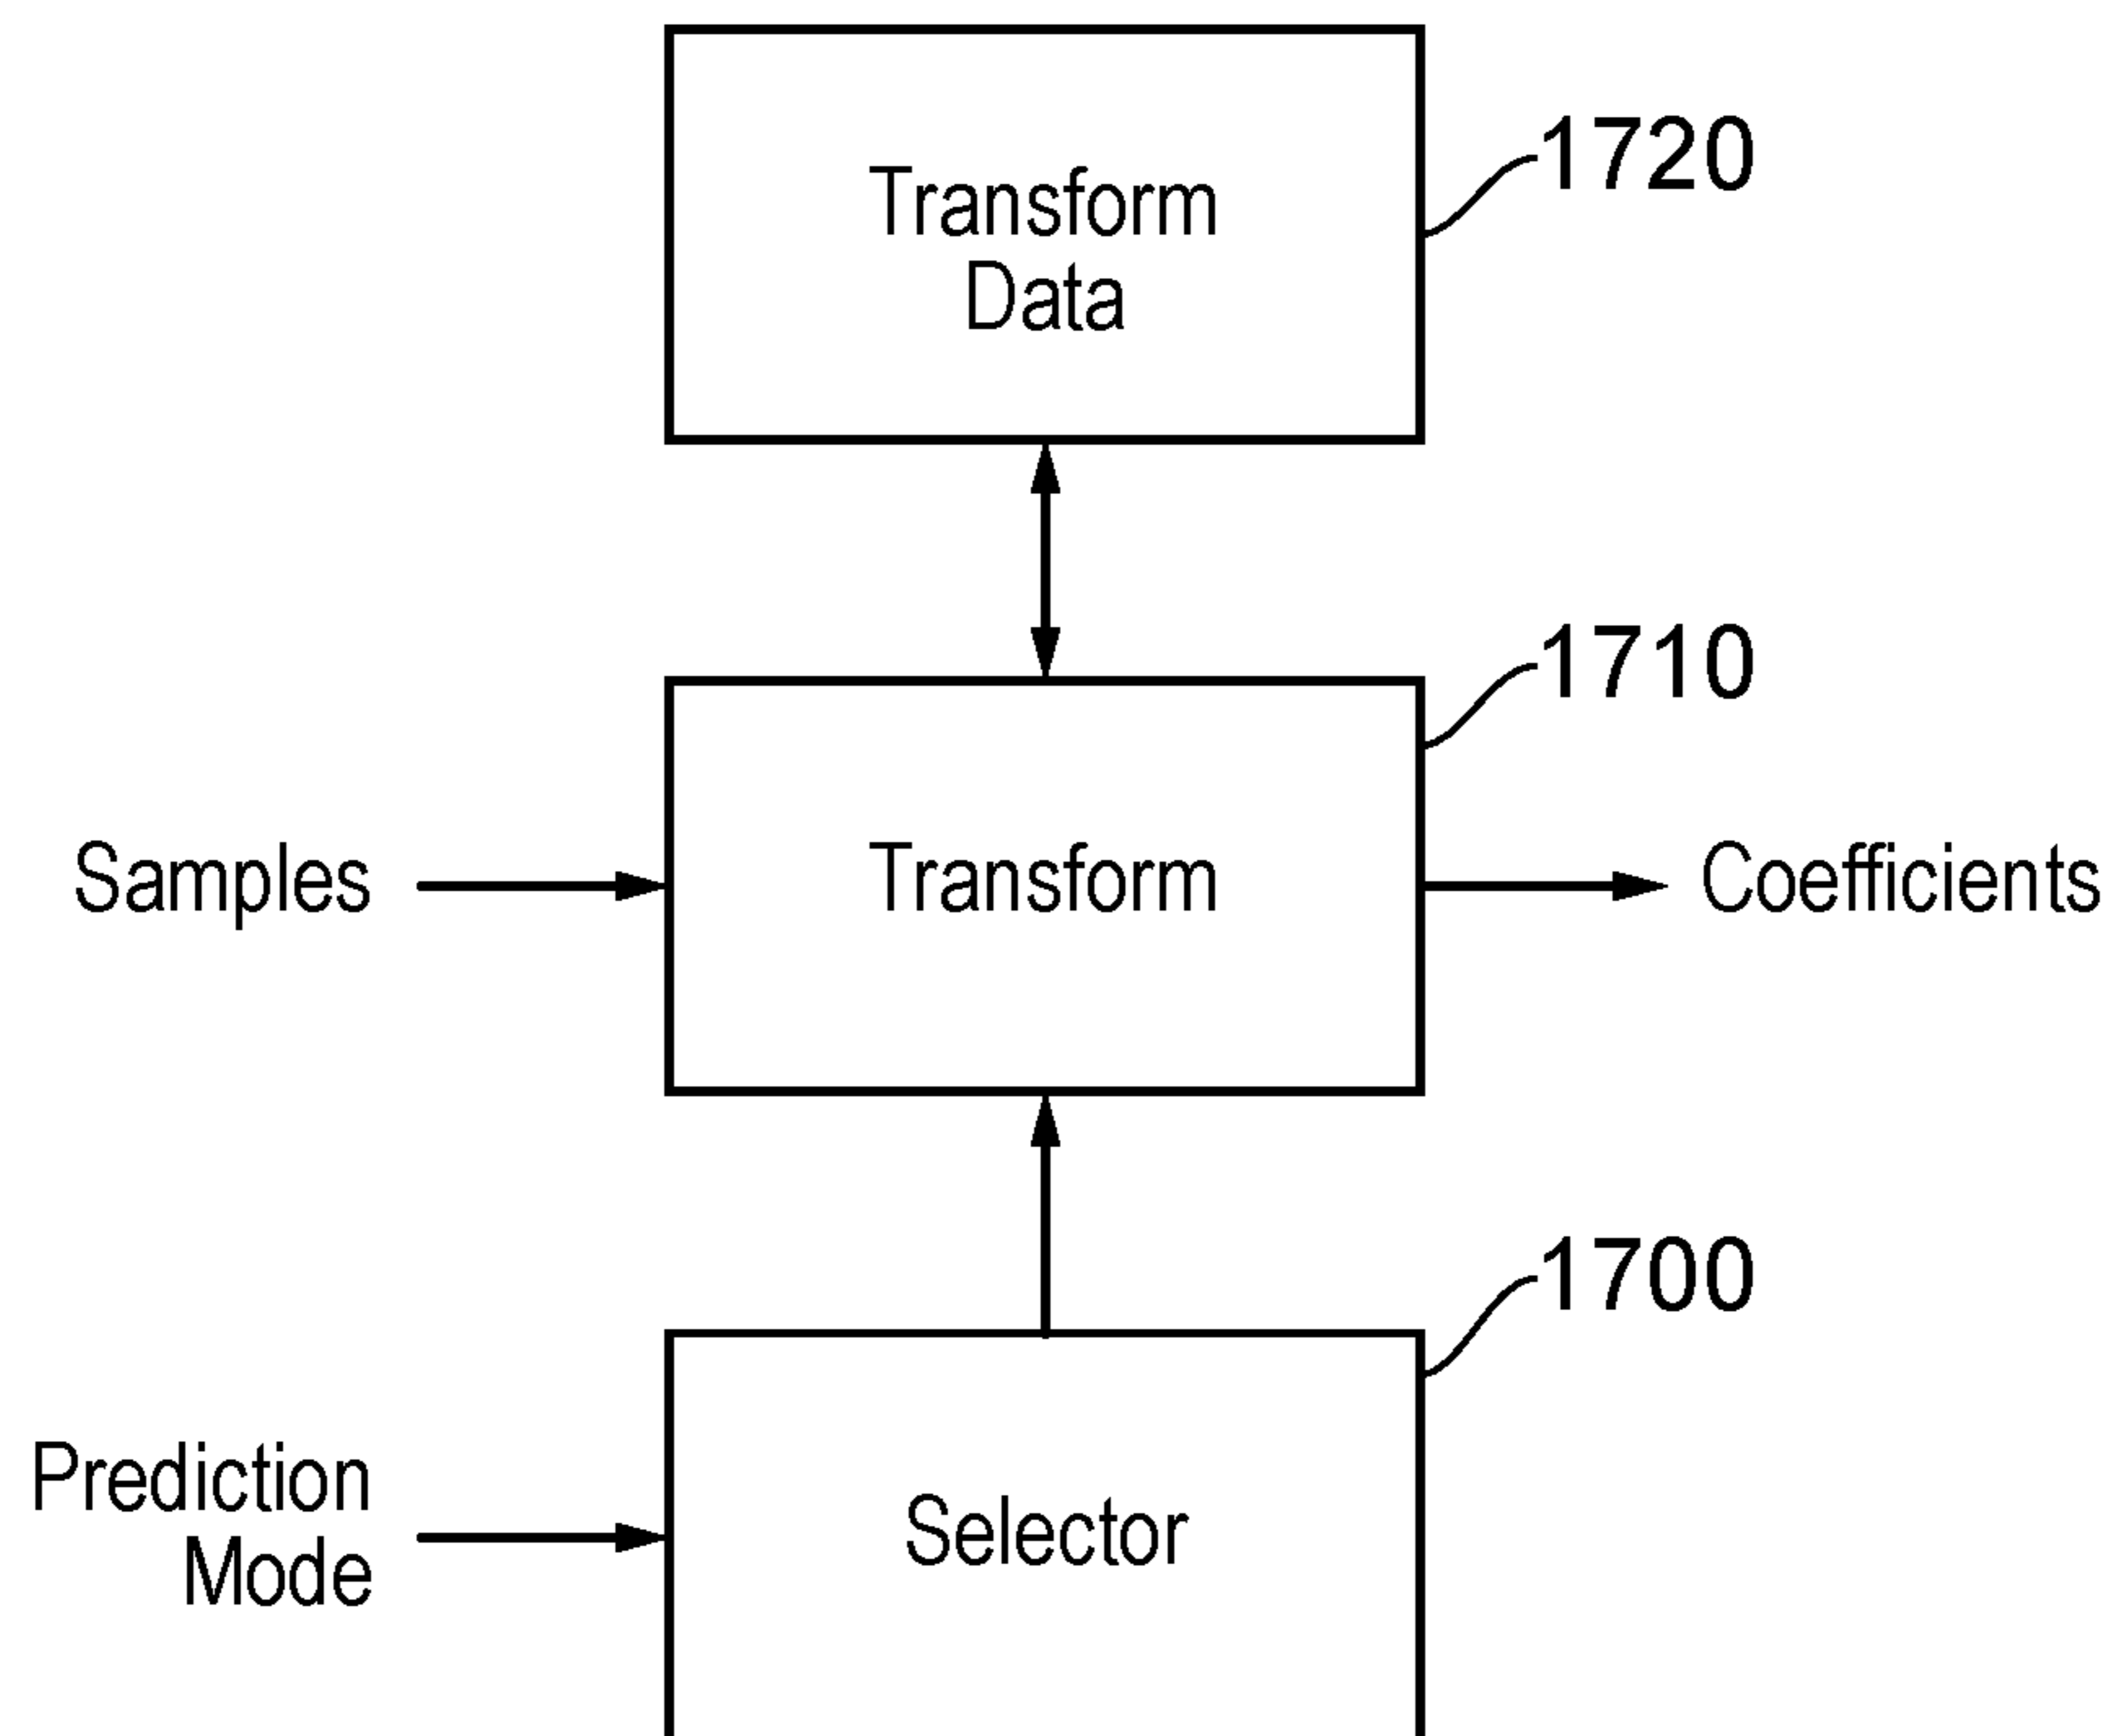 1720
Transform
Data
1710
Samples
Transform
Coefficients
1700
Prediction
Mode
Selector